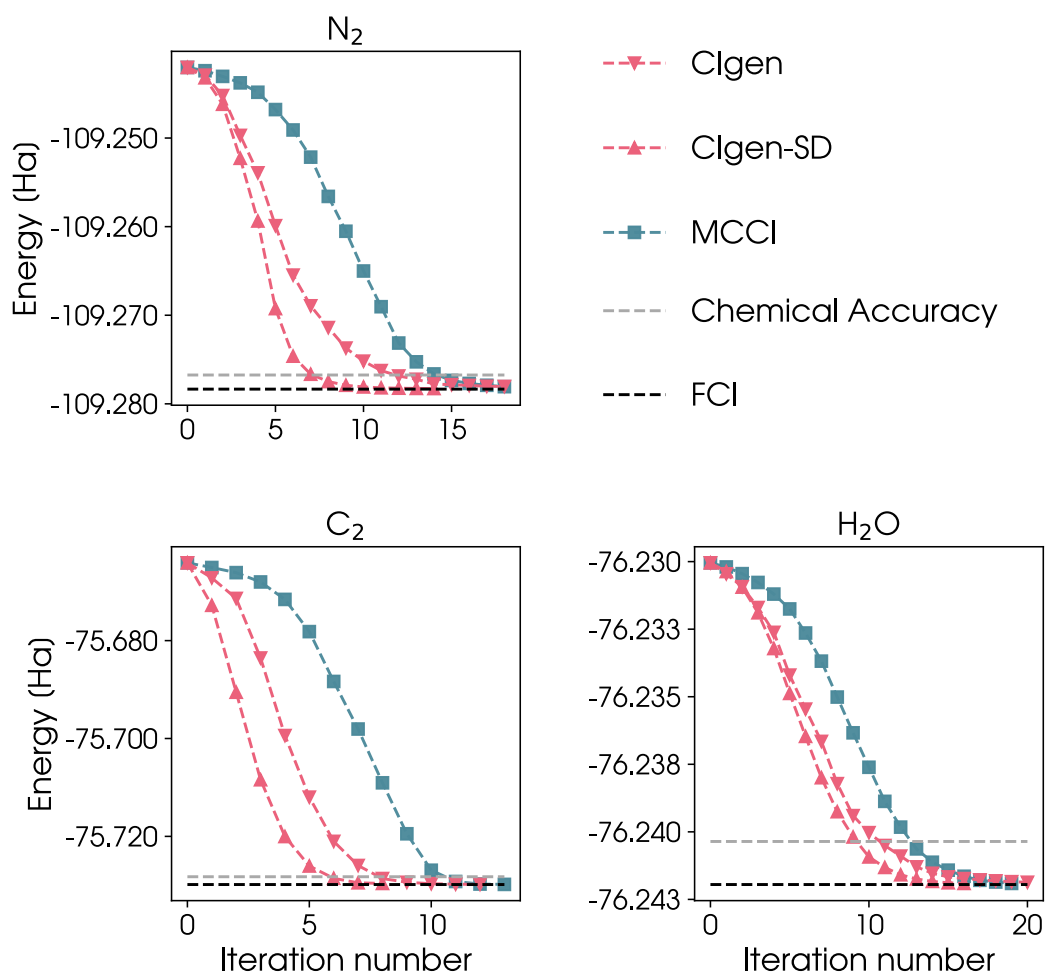 N₂
Energy (Ha)
-109.250
-109.260
-109.270
-109.280
0 5 10 15
CIgen
CIgen-SD
MCCI
Chemical Accuracy
FCI
C₂
Energy (Ha)
-75.680
-75.700
-75.720
0 5 10
Iteration number
H₂O
-76.230
-76.233
-76.235
-76.238
-76.240
-76.243
0 10 20
Iteration number